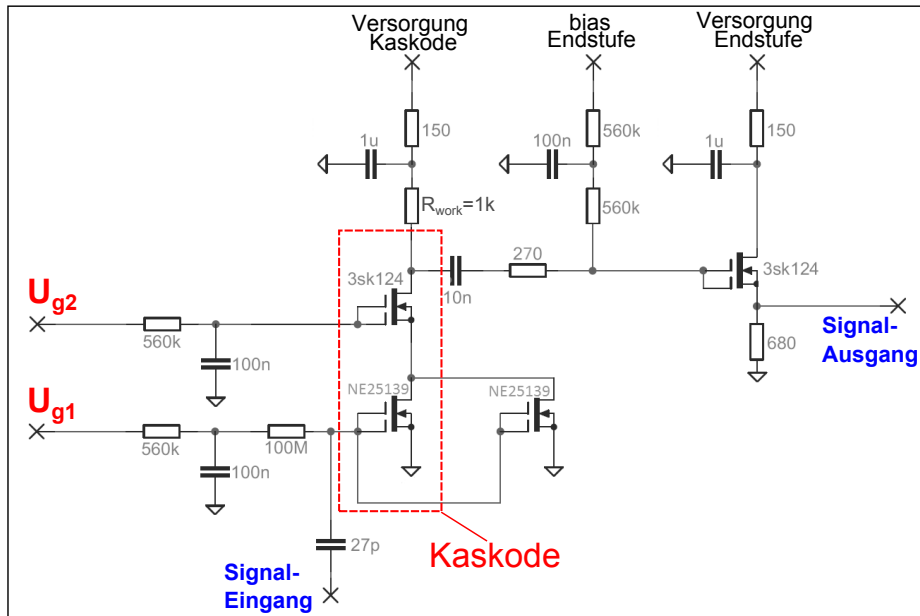 Versorgung
Kaskode
bias
Endstufe
Versorgung
Endstufe
150
560k
150
1u
100n
1u
R_work=1k
560k
3sk124
270
3sk124
10n
U_g2
560k
100n
Signal-
Ausgang
680
NE25139
NE25139
U_g1
560k
100M
100n
27p
Kaskode
Signal-
Eingang